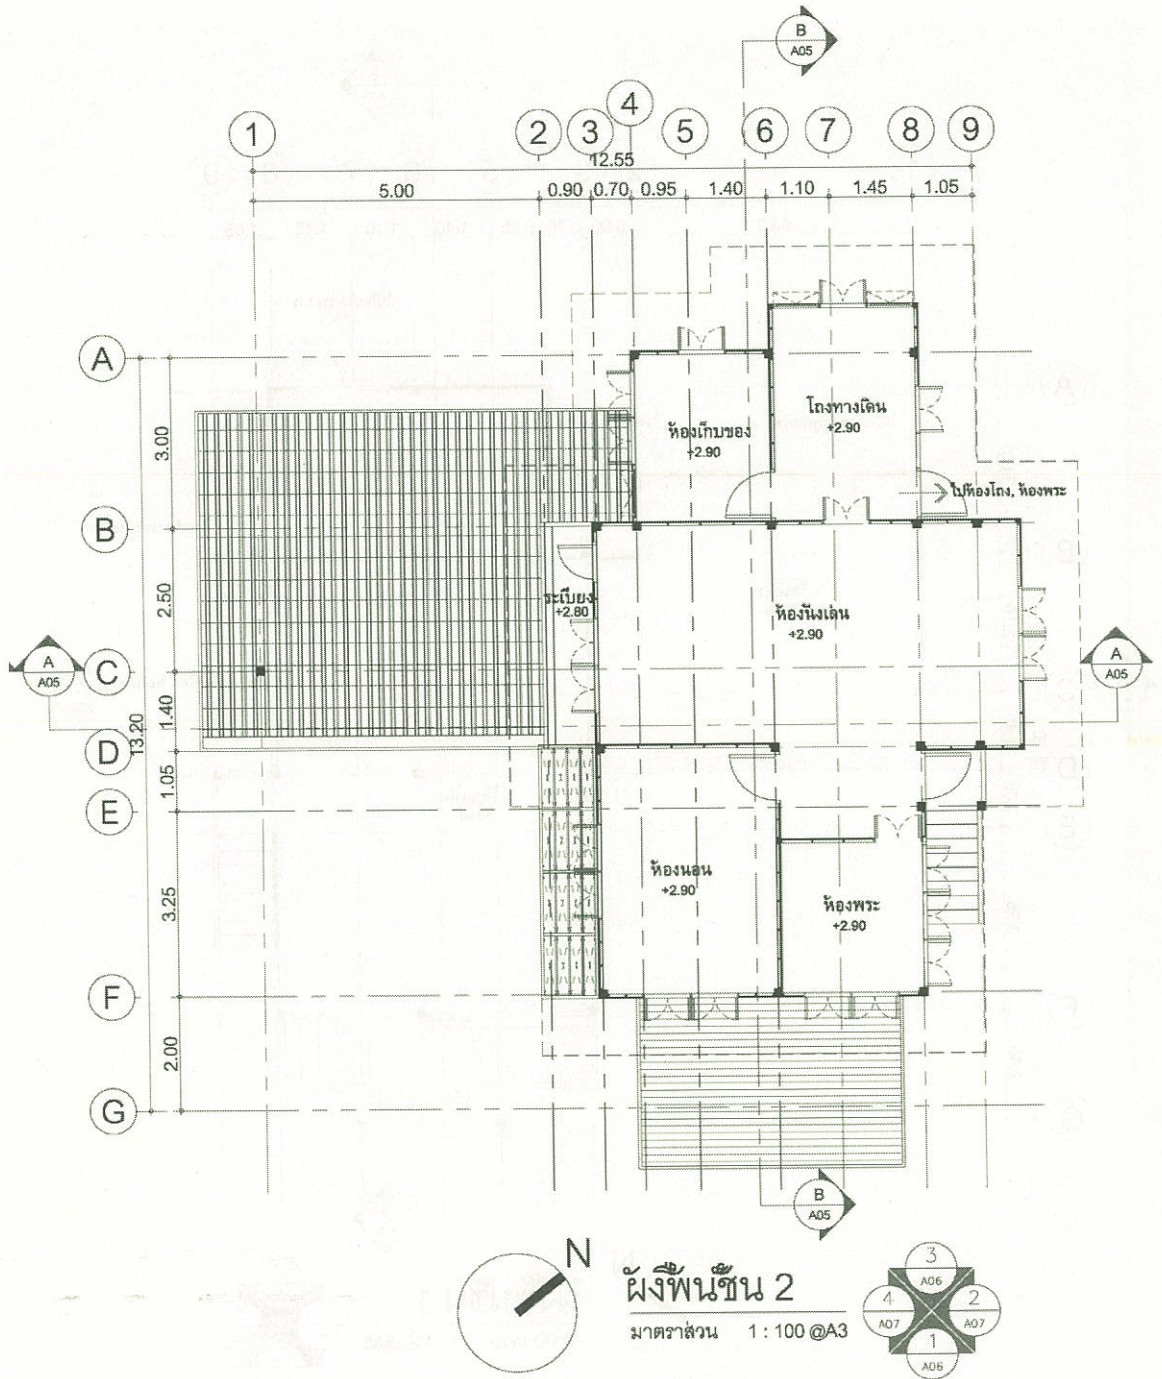 B
A05
1 2 3 4 5 6 7 8 9
12.55
5.00 0.90 0.70 0.95 1.40 1.10 1.45 1.05
A
3.00
ห้องเก็บของ
+2.90
โถงทางเดิน
+2.90
ไปห้องโถง, ห้องพระ
B
2.50
ระเบียง
+2.80
ห้องนั่งเล่น
+2.90
A
A05
C
A
A05
1.40
13.20
D
1.05
E
ห้องนอน
+2.90
3.25
ห้องพระ
+2.90
F
2.00
G
B
A05
N
ผังพื้นชั้น 2
มาตราส่วน 1 : 100 @A3
3
A06
4
A07
2
A07
1
A06